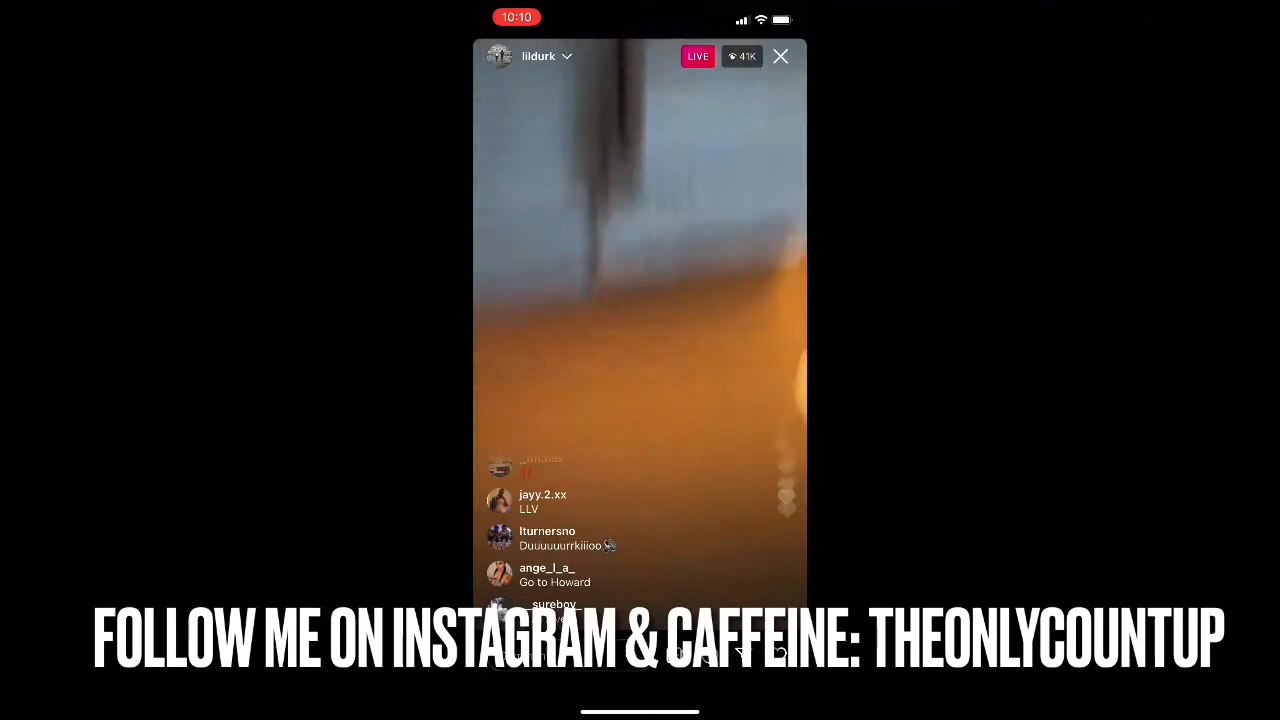 10:10
lildurk
LIVE
41K
jayy.2.xx
LLV
lturnersno
Duuuuuurrkiiioo
ange_l_a_
Go to Howard
FOLLOW ME ON INSTAGRAM & CAFFEINE: THEONLYCOUNTUP